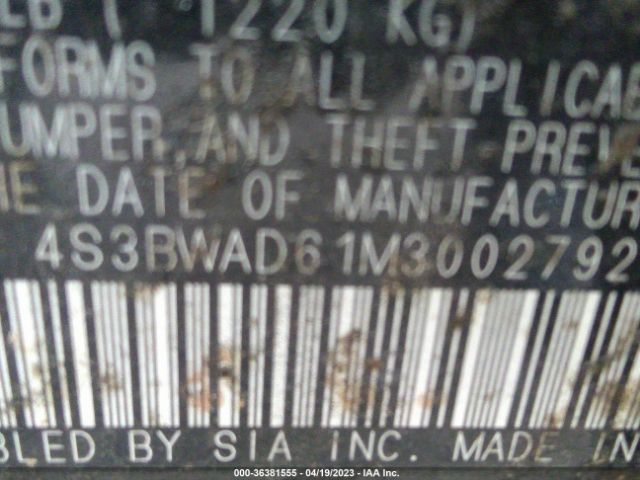 LB ( 1220 KG)
FORMS TO ALL APPLICAB
UMPER, AND THEFT PREVE
HE DATE OF MANUFACTUR
4S3BWAD61M3002792
BLED BY SIA INC. MADE IN
000-36381555 - 04/19/2023 - IAA Inc.